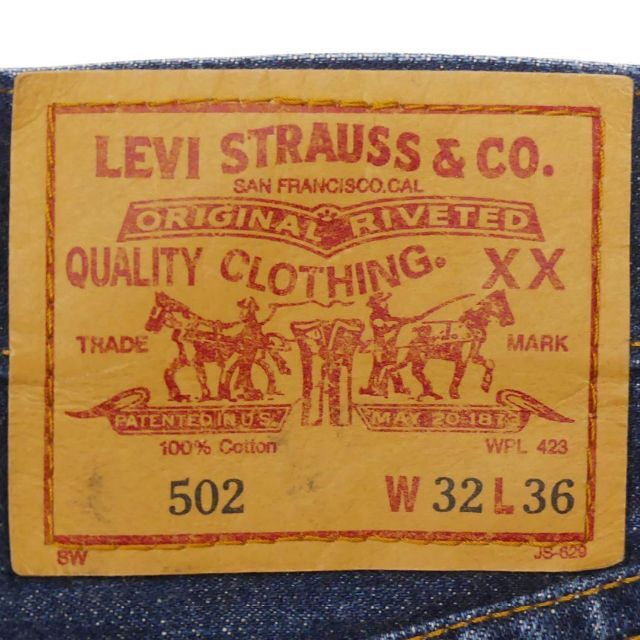 LEVI STRAUSS & CO.
SAN FRANCISCO.CAL
ORIGINAL RIVETED
QUALITY CLOTHING. XX
TRADE MARK
PATENTED IN U.S. MAY 20 1873
100% Cotton WPL 423
502 W 32 L 36
SW JS-629